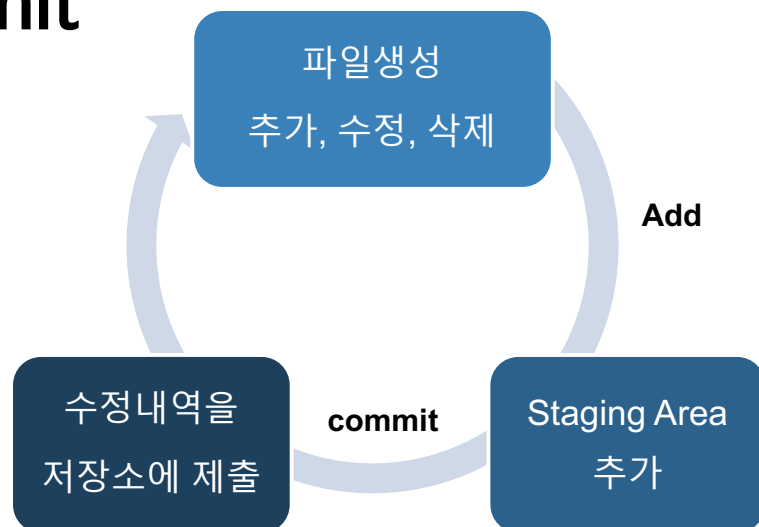 파일생성
추가, 수정, 삭제
Add
수정내역을
저장소에 제출
commit
Staging Area
추가